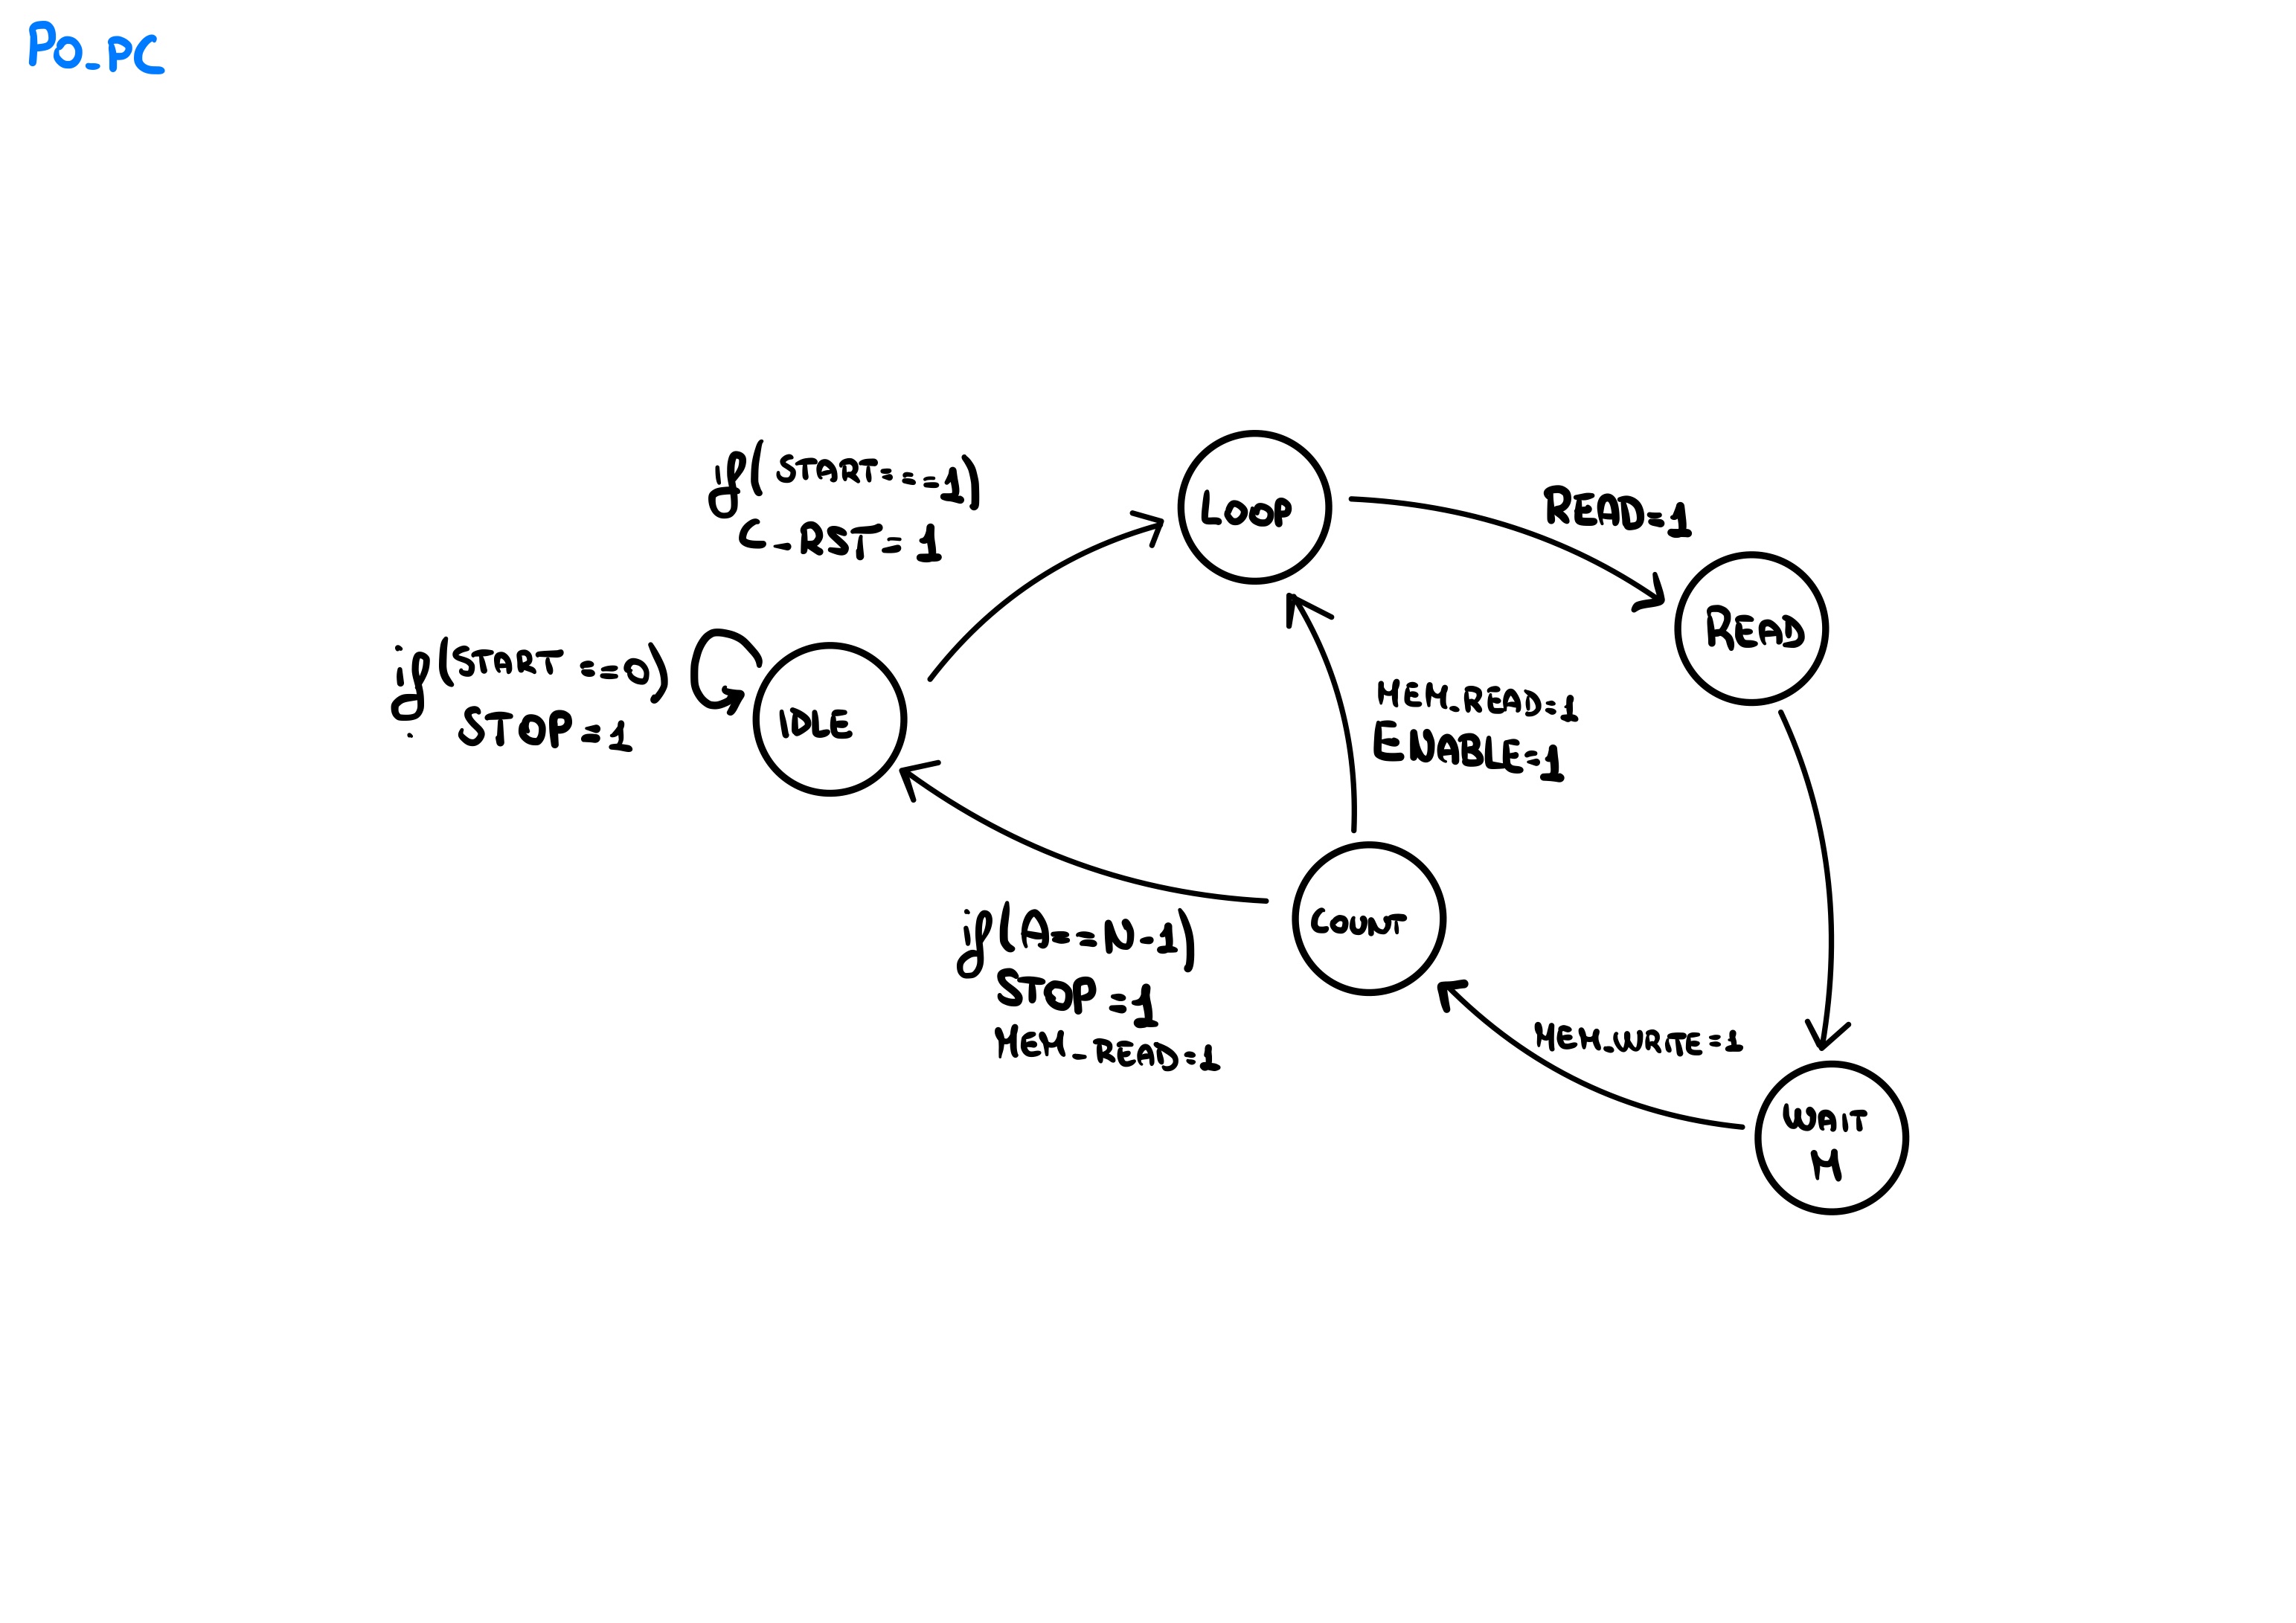 PO_PC
if(START===1)
C_RST=1
LOOP
READ=1
READ
if(START==0)
STOP=1
IDLE
MEM_READ=1
ENABLE=1
COUNT
if(A==N-1)
STOP=1
MEM_READ=1
MEM_WRITE=1
WAIT
M